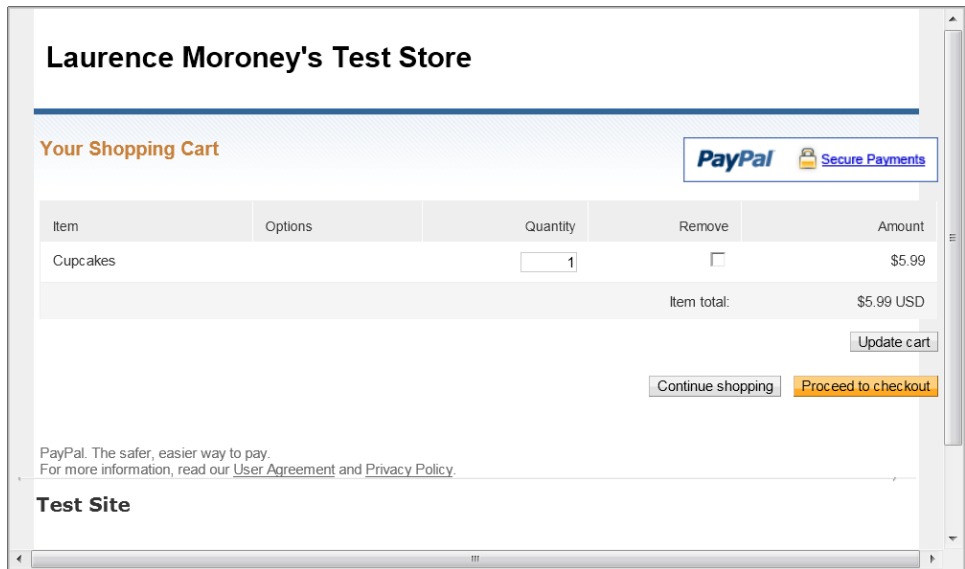 Laurence Moroney's Test Store
Your Shopping Cart
PayPal Secure Payments
Item Options Quantity Remove Amount
Cupcakes 1 $5.99
Item total: $5.99 USD
Update cart
Continue shopping Proceed to checkout
PayPal. The safer, easier way to pay.
For more information, read our User Agreement and Privacy Policy.
Test Site